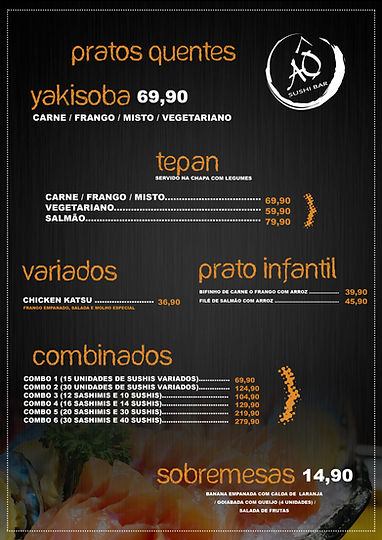 pratos quentes
ÂO
SUSHI BAR
yakisoba 69,90
CARNE / FRANGO / MISTO / VEGETARIANO
tepan
SERVIDO NA CHAPA COM LEGUMES
CARNE / FRANGO / MISTO........................ 69,90
VEGETARIANO........................ 59,90
SALMÃO........................ 79,90
variados
CHICKEN KATSU ........................ 36,90
FRANGO EMPANADO, SALADA E MOLHO ESPECIAL
prato infantil
BIFINHO DE CARNE O FRANGO COM ARROZ ............ 39,90
FILÉ DE SALMÃO COM ARROZ ........................ 45,90
combinados
COMBO 1 (15 UNIDADES DE SUSHIS VARIADOS)............ 69,90
COMBO 2 (30 UNIDADES DE SUSHIS VARIADOS)............ 124,90
COMBO 3 (12 SASHIMIS E 10 SUSHIS)........................ 104,90
COMBO 4 (16 SASHIMIS E 14 SUSHIS)........................ 129,90
COMBO 5 (20 SASHIMIS E 30 SUSHIS)........................ 219,90
COMBO 6 (30 SASHIMIS E 40 SUSHIS)........................ 279,90
sobremesas 14,90
BANANA EMPANADA COM CALDA DE LARANJA
/ GOIABADA COM QUEIJO (4 UNIDADES) /
SALADA DE FRUTAS